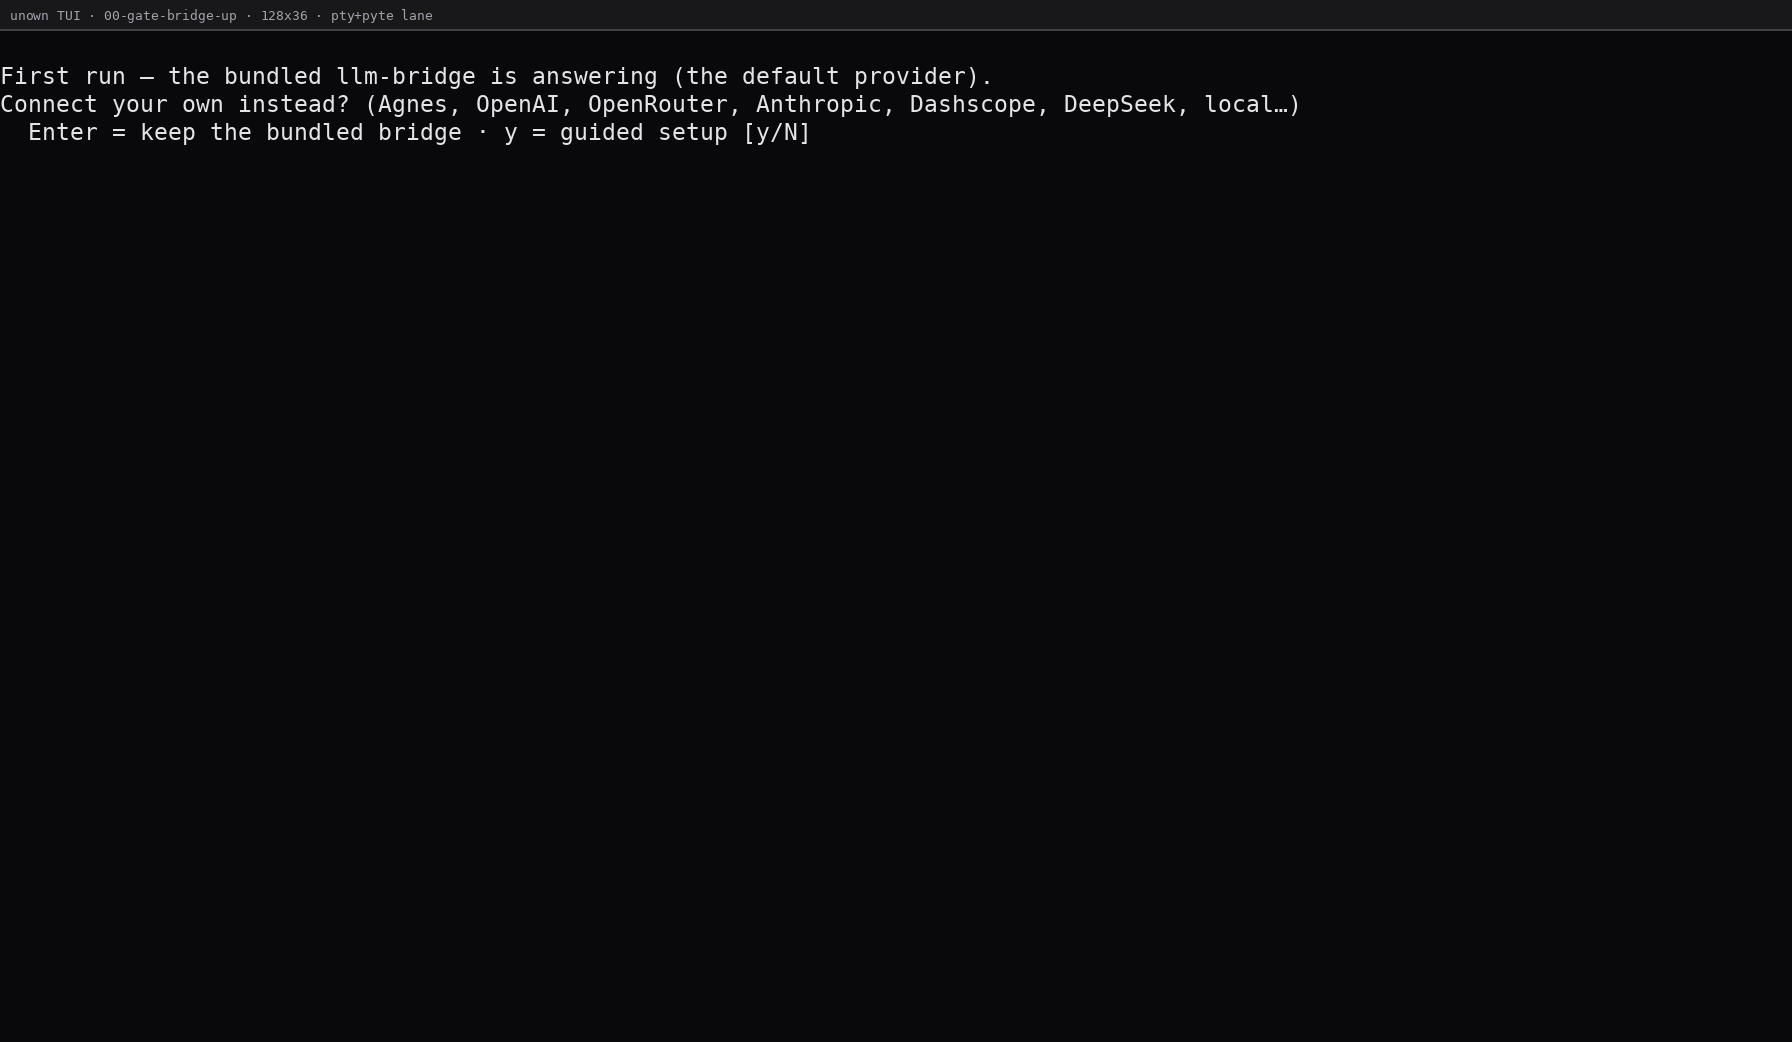 unown TUI · 00-gate-bridge-up · 128x36 · pty+pyte lane
First run — the bundled llm-bridge is answering (the default provider).
Connect your own instead? (Agnes, OpenAI, OpenRouter, Anthropic, Dashscope, DeepSeek, local…)
Enter = keep the bundled bridge · y = guided setup [y/N]